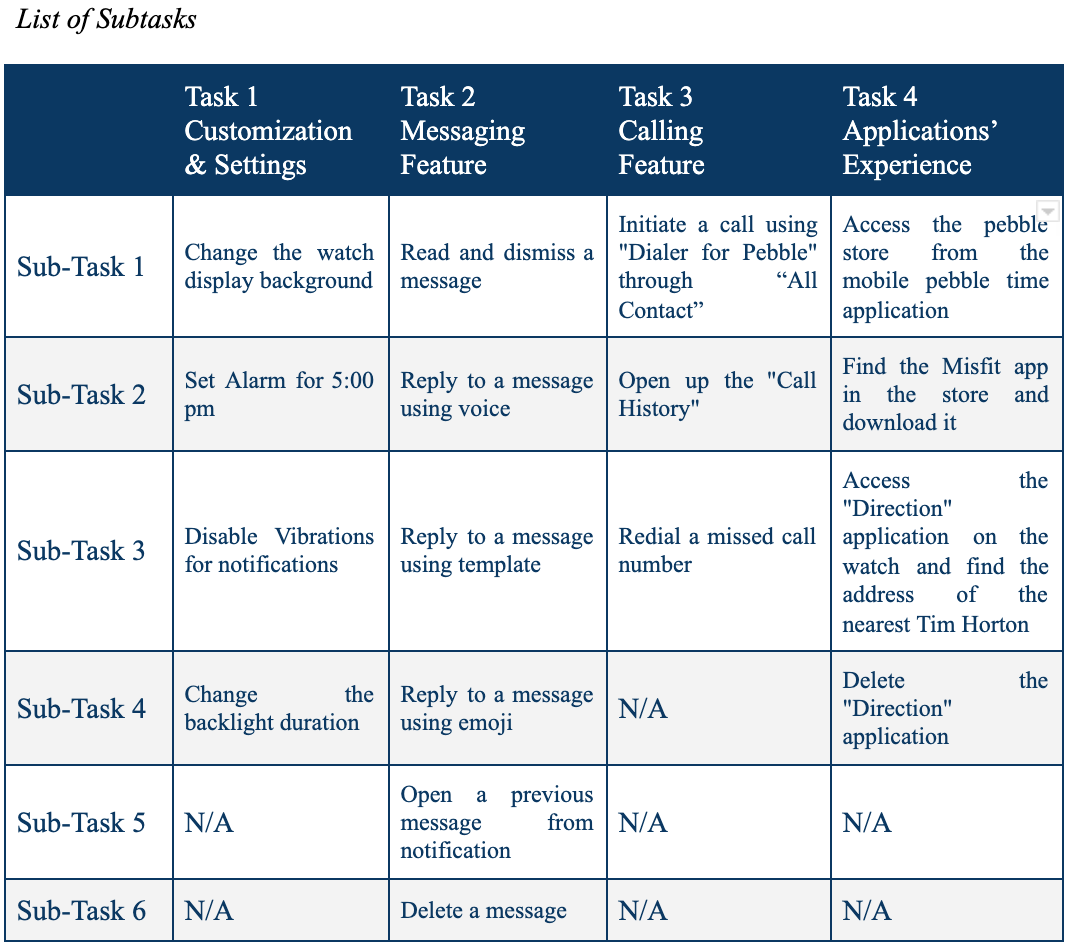 List of Subtasks
Task 1
Customization
& Settings
Task 2
Messaging
Feature
Task 3
Calling
Feature
Task 4
Applications’
Experience
Sub-Task 1
Change the watch
display background
Read and dismiss a
message
Initiate a call using
"Dialer for Pebble"
through “All
Contact”
Access the pebble
store from the
mobile pebble time
application
Sub-Task 2
Set Alarm for 5:00
pm
Reply to a message
using voice
Open up the "Call
History"
Find the Misfit app
in the store and
download it
Sub-Task 3
Disable Vibrations
for notifications
Reply to a message
using template
Redial a missed call
number
Access the
"Direction"
application on the
watch and find the
address of the
nearest Tim Horton
Sub-Task 4
Change the
backlight duration
Reply to a message
using emoji
N/A
Delete the
"Direction"
application
Sub-Task 5
N/A
Open a previous
message from
notification
N/A
N/A
Sub-Task 6
N/A
Delete a message
N/A
N/A